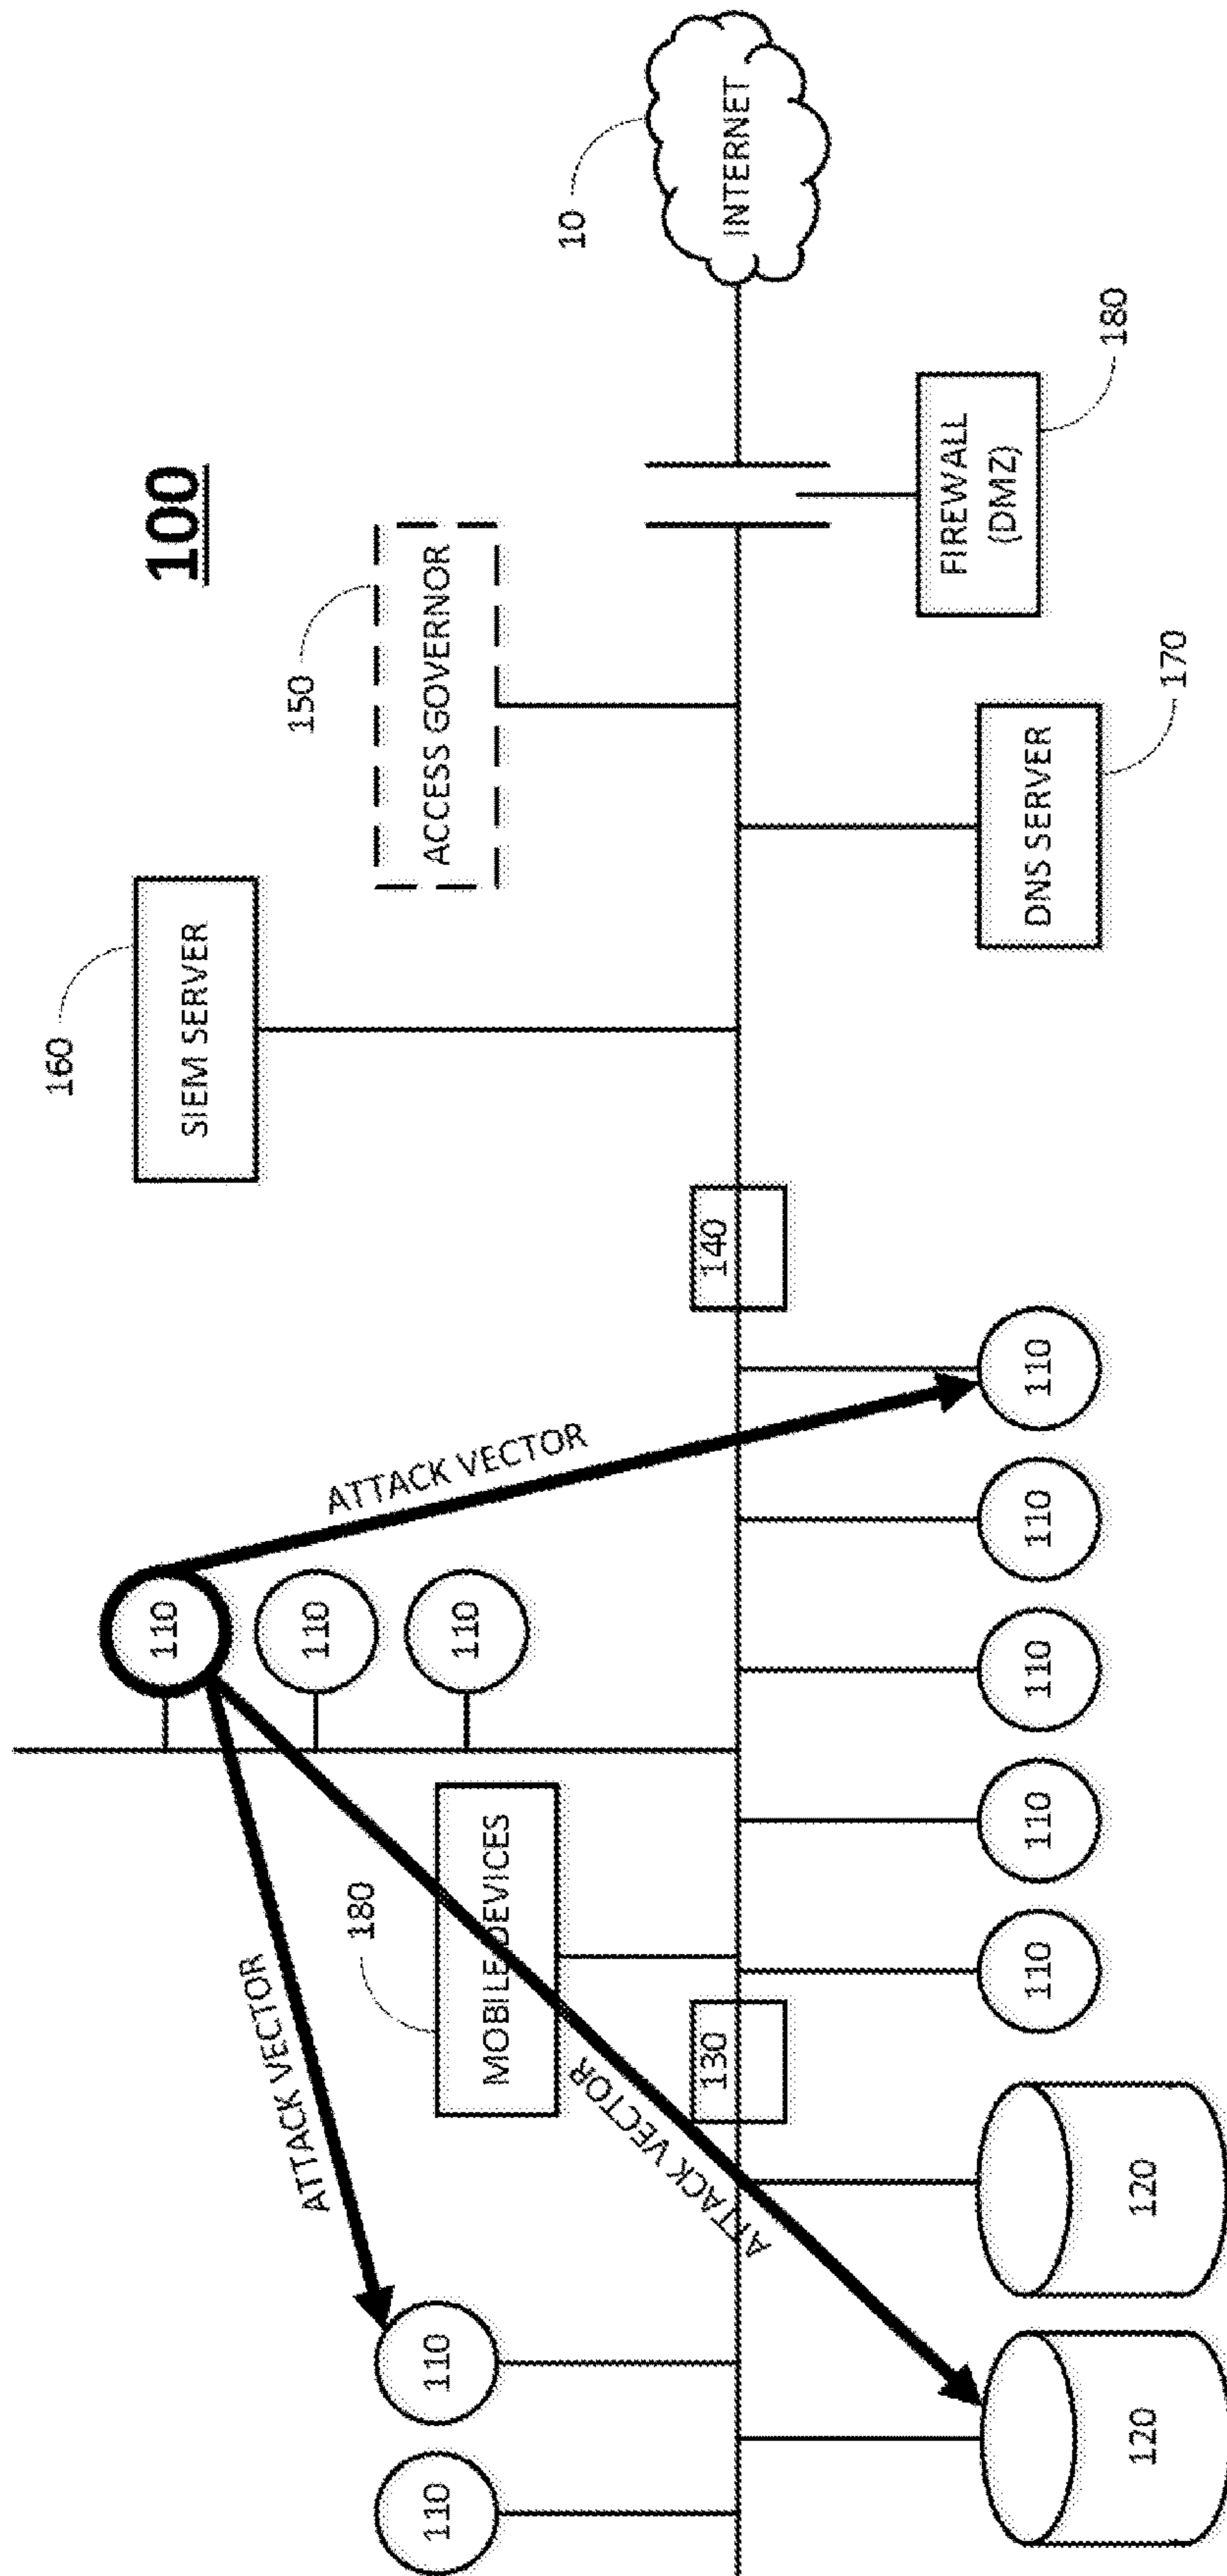 100
160
SIEM SERVER
150
ACCESS GOVERNOR
10
INTERNET
110
110
110
ATTACK VECTOR
ATTACK VECTOR
ATTACK VECTOR
180
MOBILE DEVICES
110
110
130
140
120
120
110
110
110
110
110
DNS SERVER
170
FIREWALL
(DMZ)
180